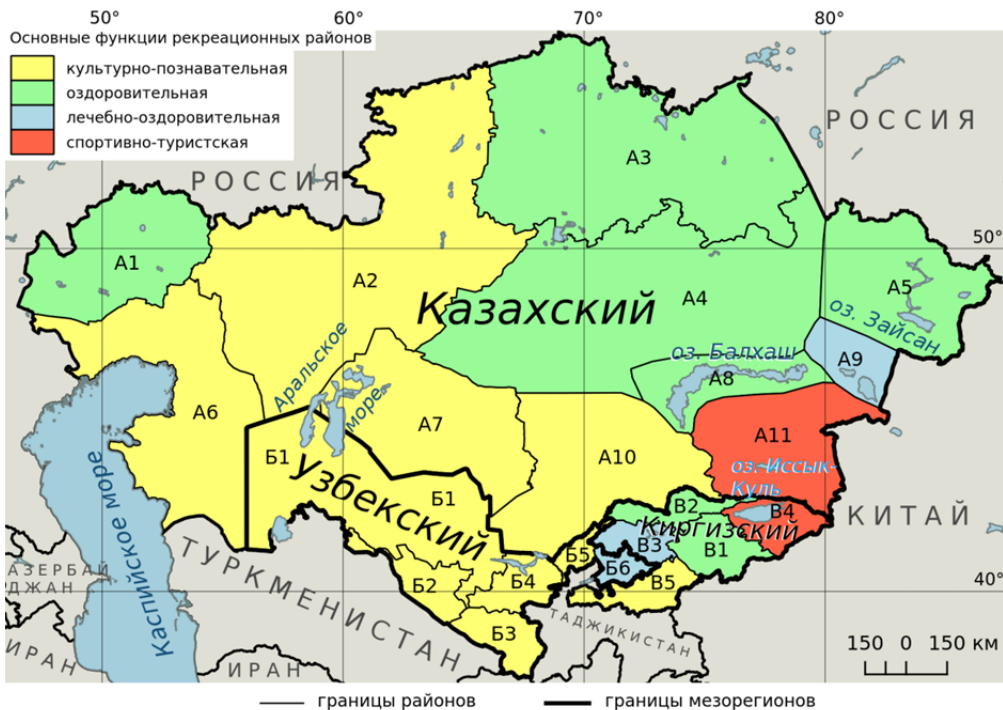 50° 60° 70° 80°
Основные функции рекреационных районов
культурно-познавательная
оздоровительная
лечебно-оздоровительная
спортивно-туристская
РОССИЯ
РОССИЯ
А3
50°
А1
А2
А4
А5
Казахский
оз. Зайсан
оз. Балхаш
А9
А8
Аральское
море
А6
А7
А10
А11
оз. Иссык-
Куль
Б1
Узбекский
Б1
В2
В4
КИТАЙ
Киргизский
В3
В1
Б5
Б6
В5
Б2
Б4
Б3
40°
Каспийское море
ТУРКМЕНИСТАН
АЗЕРБАЙ
ДЖАН
ТАДЖИКИСТАН
ИРАН
ИРАН
150 0 150 км
границы районов
границы мезорегионов